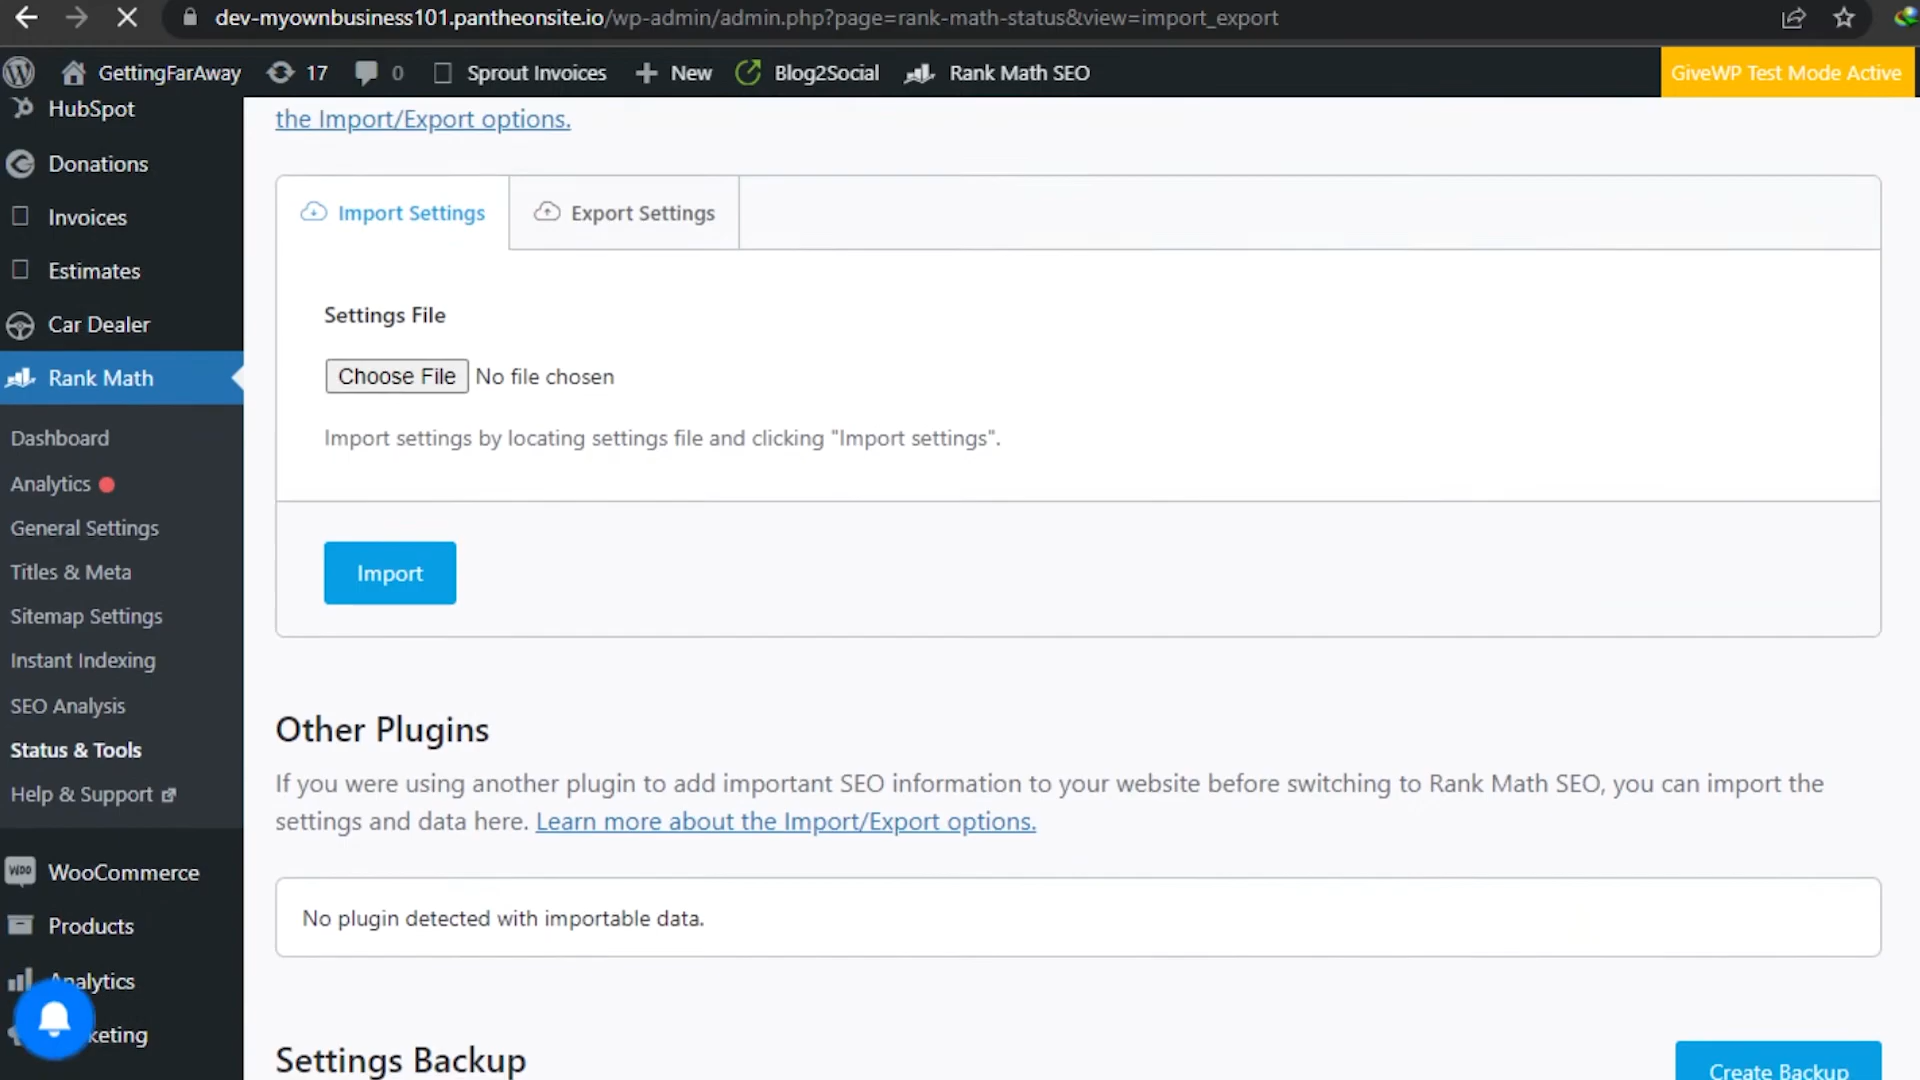 dev-myownbusiness101.pantheonsite.io/wp-admin/admin.php?page=rank-math-status&view=import_export
GettingFarAway 17 0 Sprout Invoices New Blog2Social Rank Math SEO GiveWP Test Mode Active
HubSpot
Donations
Invoices
Estimates
Car Dealer
Rank Math
Dashboard
Analytics
General Settings
Titles & Meta
Sitemap Settings
Instant Indexing
SEO Analysis
Status & Tools
Help & Support
WOO WooCommerce
Products
Analytics
keting
the Import/Export options.
Import Settings Export Settings
Settings File
Choose File No file chosen
Import settings by locating settings file and clicking "Import settings".
Import
Other Plugins
If you were using another plugin to add important SEO information to your website before switching to Rank Math SEO, you can import the
settings and data here. Learn more about the Import/Export options.
No plugin detected with importable data.
Settings Backup
Create Backup